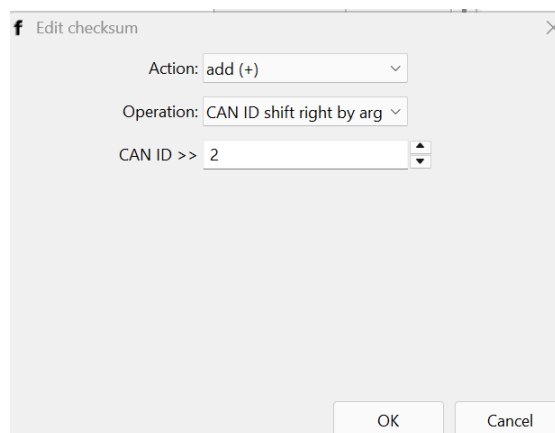 f Edit checksum
Action: add (+)
Operation: CAN ID shift right by arg
CAN ID >> 2
OK Cancel